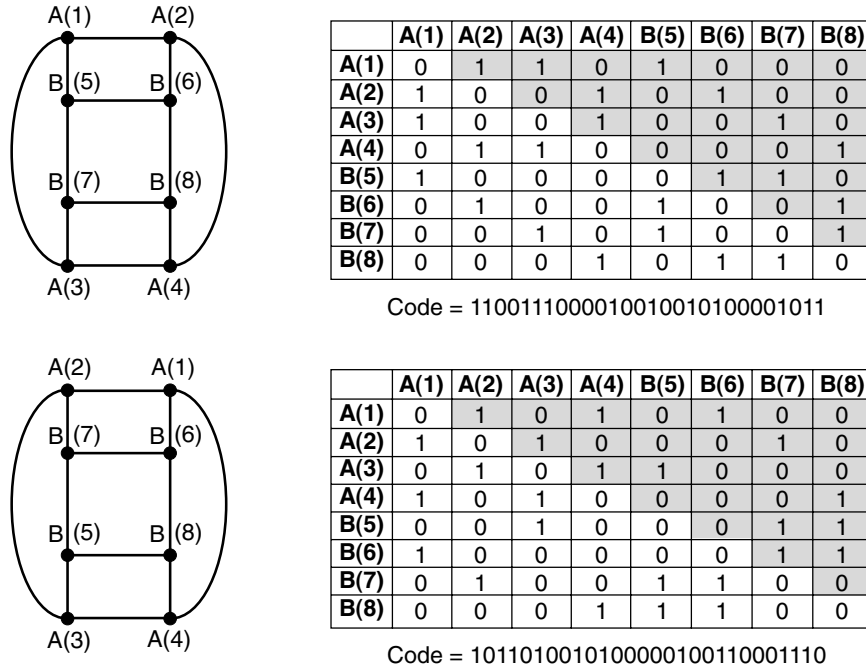 A(1) A(2)
B (5) B (6)
B (7) B (8)
A(3) A(4)
A(1) A(2) A(3) A(4) B(5) B(6) B(7) B(8)
A(1) 0 1 1 0 1 0 0 0
A(2) 1 0 0 1 0 1 0 0
A(3) 1 0 0 1 0 0 1 0
A(4) 0 1 1 0 0 0 0 1
B(5) 1 0 0 0 0 1 1 0
B(6) 0 1 0 0 1 0 0 1
B(7) 0 0 1 0 1 0 0 1
B(8) 0 0 0 1 0 1 1 0
Code = 1100111000010010010100001011
A(2) A(1)
B (7) B (6)
B (5) B (8)
A(3) A(4)
A(1) A(2) A(3) A(4) B(5) B(6) B(7) B(8)
A(1) 0 1 0 1 0 1 0 0
A(2) 1 0 1 0 0 0 1 0
A(3) 0 1 0 1 1 0 0 0
A(4) 1 0 1 0 0 0 0 1
B(5) 0 0 1 0 0 0 1 1
B(6) 1 0 0 0 0 0 1 1
B(7) 0 1 0 0 1 1 0 0
B(8) 0 0 0 1 1 1 0 0
Code = 1011010010100000100110001110